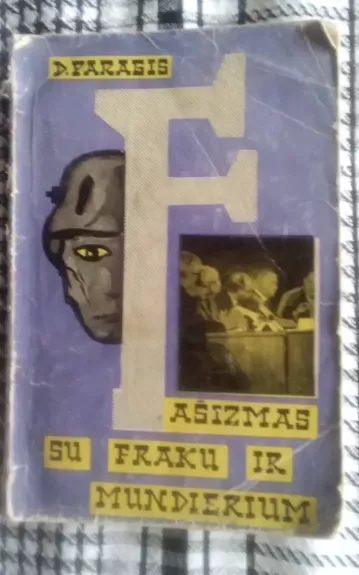 D. FARAGIS
FAŠIZMAS
SU FRAKU IR
MUNDIERIUM